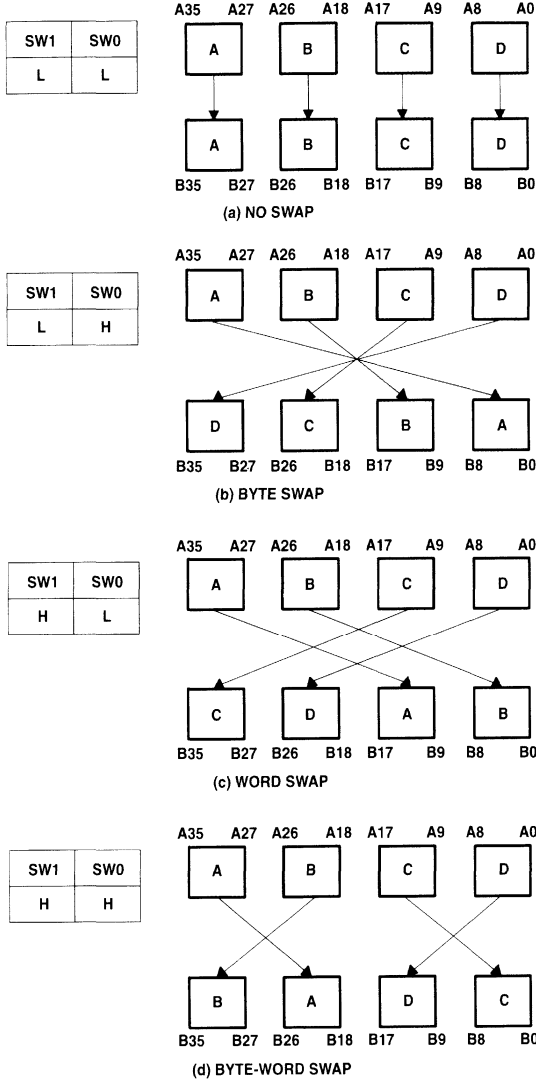 A35 A27 A26 A18 A17 A9 A8 A0
SW1 SW0
L L
A B C D
A B C D
B35 B27 B26 B18 B17 B9 B8 B0
(a) NO SWAP
A35 A27 A26 A18 A17 A9 A8 A0
SW1 SW0
L H
A B C D
D C B A
B35 B27 B26 B18 B17 B9 B8 B0
(b) BYTE SWAP
A35 A27 A26 A18 A17 A9 A8 A0
SW1 SW0
H L
A B C D
C D A B
B35 B27 B26 B18 B17 B9 B8 B0
(c) WORD SWAP
A35 A27 A26 A18 A17 A9 A8 A0
SW1 SW0
H H
A B C D
B A D C
B35 B27 B26 B18 B17 B9 B8 B0
(d) BYTE-WORD SWAP